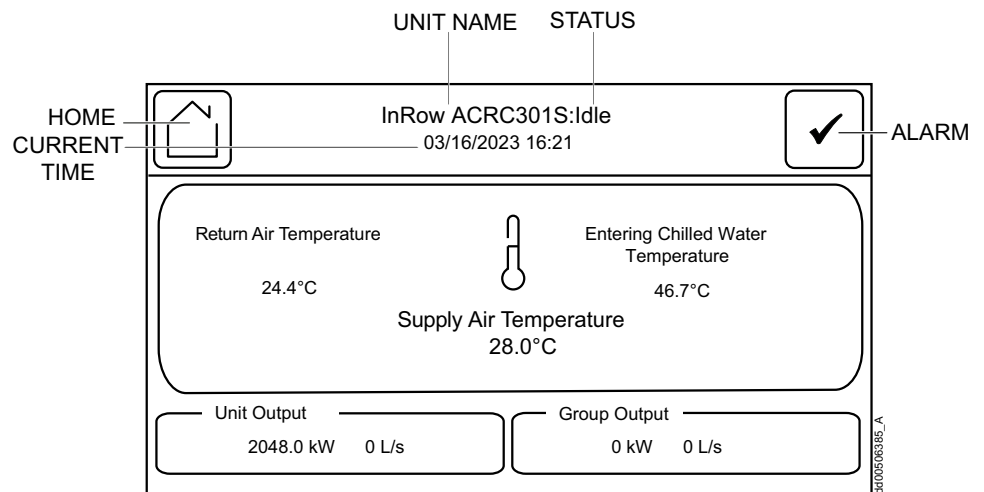 UNIT NAME
STATUS
HOME
CURRENT
TIME
InRow ACRC301S:Idle
03/16/2023 16:21
ALARM
Return Air Temperature
24.4°C
Entering Chilled Water
Temperature
46.7°C
Supply Air Temperature
28.0°C
Unit Output
2048.0 kW 0 L/s
Group Output
0 kW 0 L/s
dd00506385_A